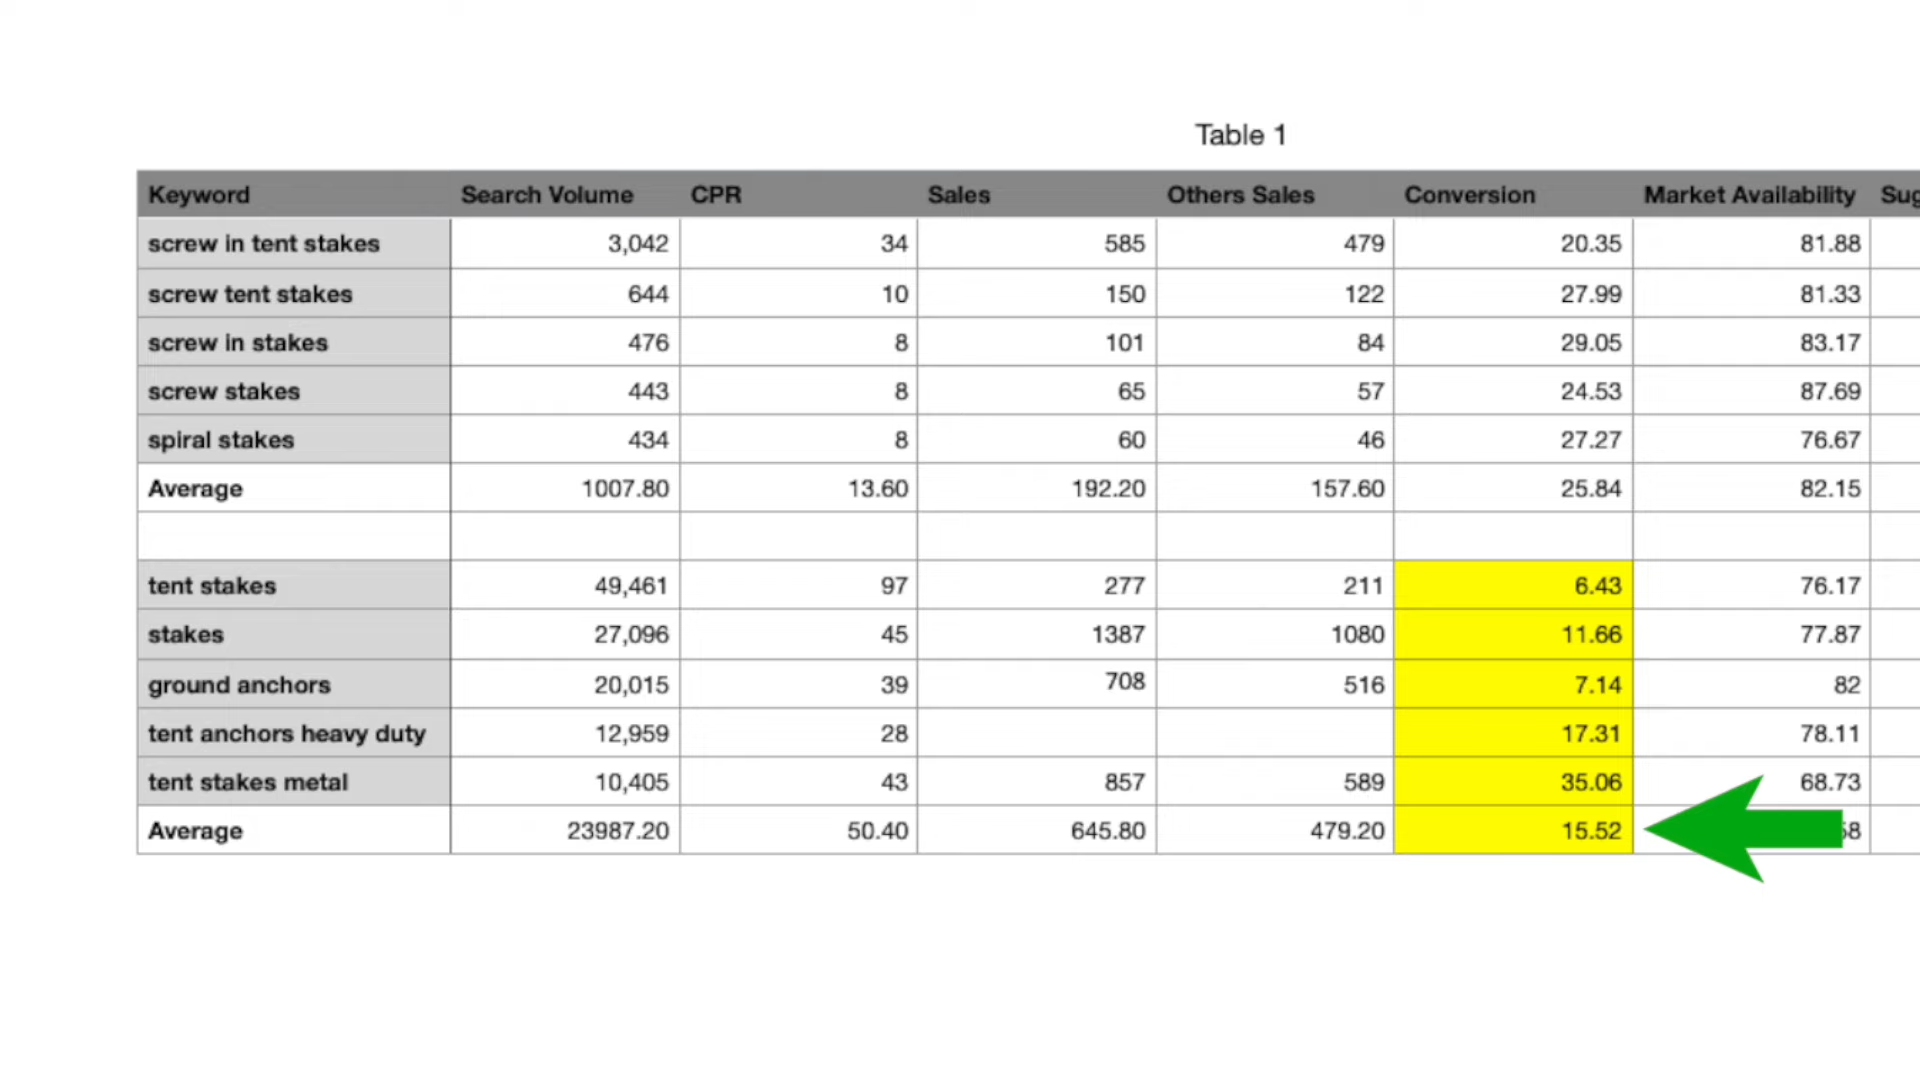 Table 1
Keyword Search Volume CPR Sales Others Sales Conversion Market Availability
screw in tent stakes 3,042 34 585 479 20.35 81.88
screw tent stakes 644 10 150 122 27.99 81.33
screw in stakes 476 8 101 84 29.05 83.17
screw stakes 443 8 65 57 24.53 87.69
spiral stakes 434 8 60 46 27.27 76.67
Average 1007.80 13.60 192.20 157.60 25.84 82.15
tent stakes 49,461 97 277 211 6.43 76.17
stakes 27,096 45 1387 1080 11.66 77.87
ground anchors 20,015 39 708 516 7.14 82
tent anchors heavy duty 12,959 28 17.31 78.11
tent stakes metal 10,405 43 857 589 35.06 68.73
Average 23987.20 50.40 645.80 479.20 15.52